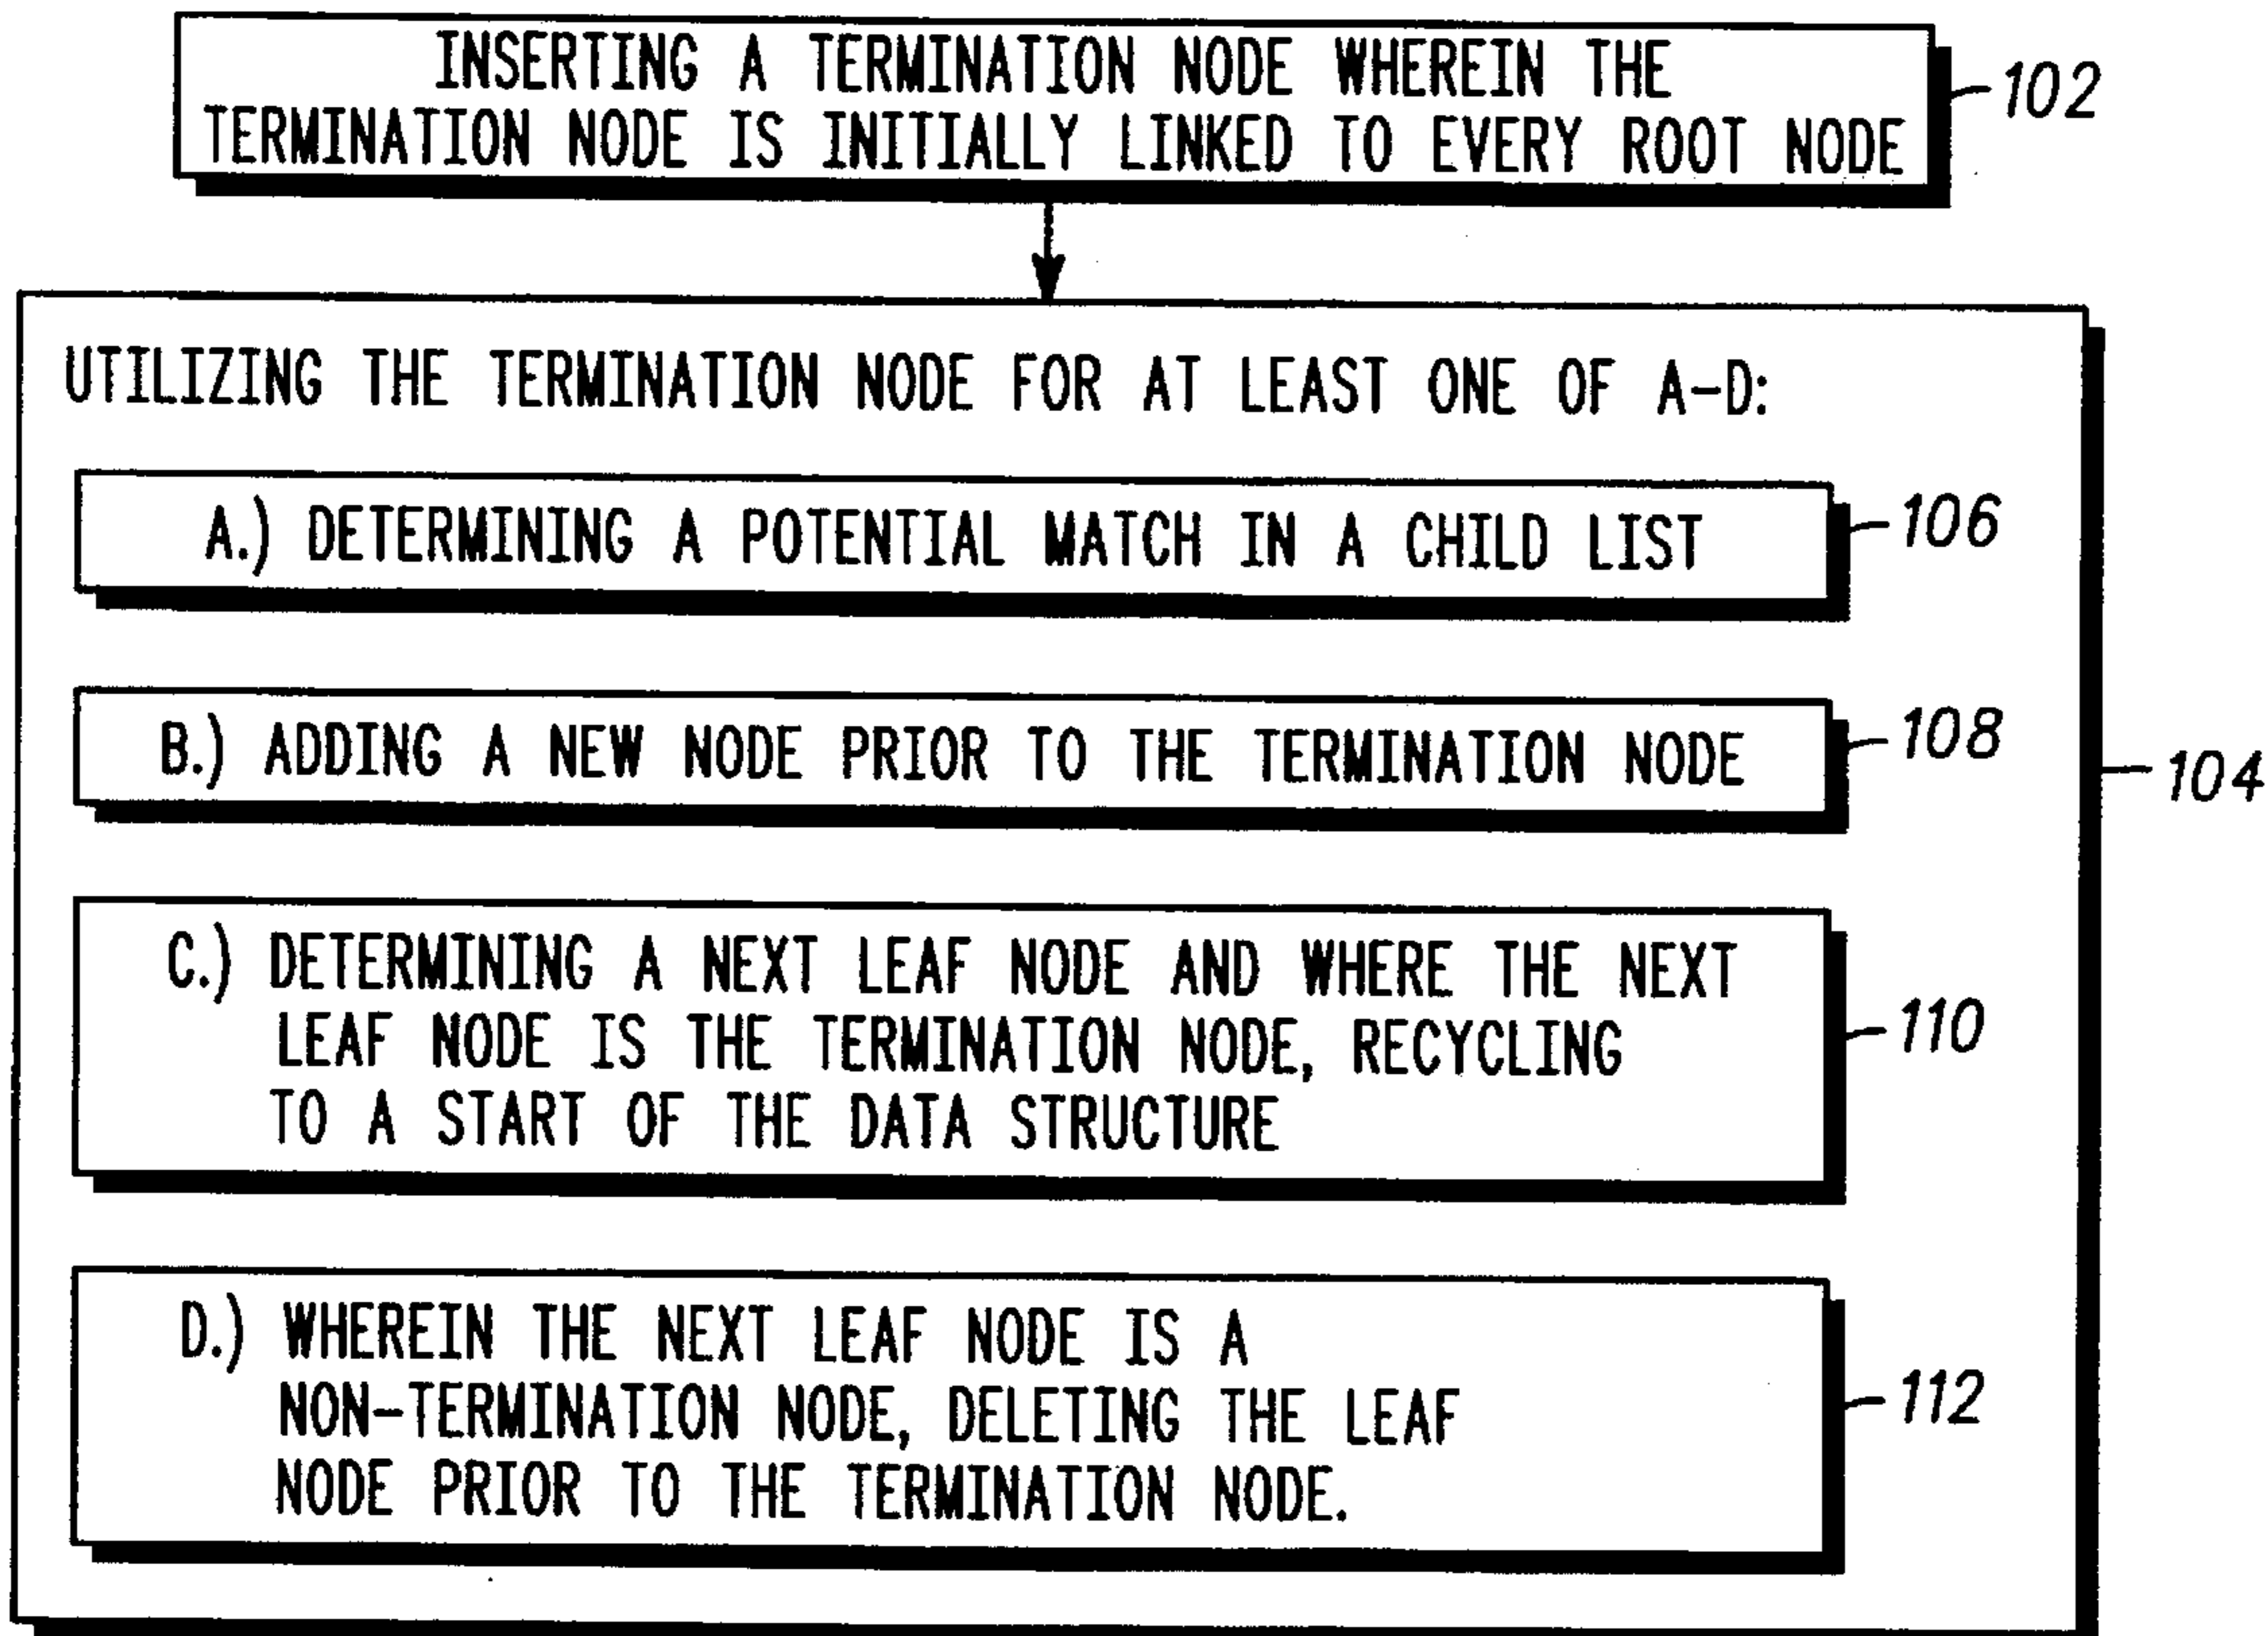 INSERTING A TERMINATION NODE WHEREIN THE
TERMINATION NODE IS INITIALLY LINKED TO EVERY ROOT NODE
102
UTILIZING THE TERMINATION NODE FOR AT LEAST ONE OF A-D:
A.) DETERMINING A POTENTIAL MATCH IN A CHILD LIST
106
B.) ADDING A NEW NODE PRIOR TO THE TERMINATION NODE
108
104
C.) DETERMINING A NEXT LEAF NODE AND WHERE THE NEXT
LEAF NODE IS THE TERMINATION NODE, RECYCLING
TO A START OF THE DATA STRUCTURE
110
D.) WHEREIN THE NEXT LEAF NODE IS A
NON-TERMINATION NODE, DELETING THE LEAF
NODE PRIOR TO THE TERMINATION NODE.
112